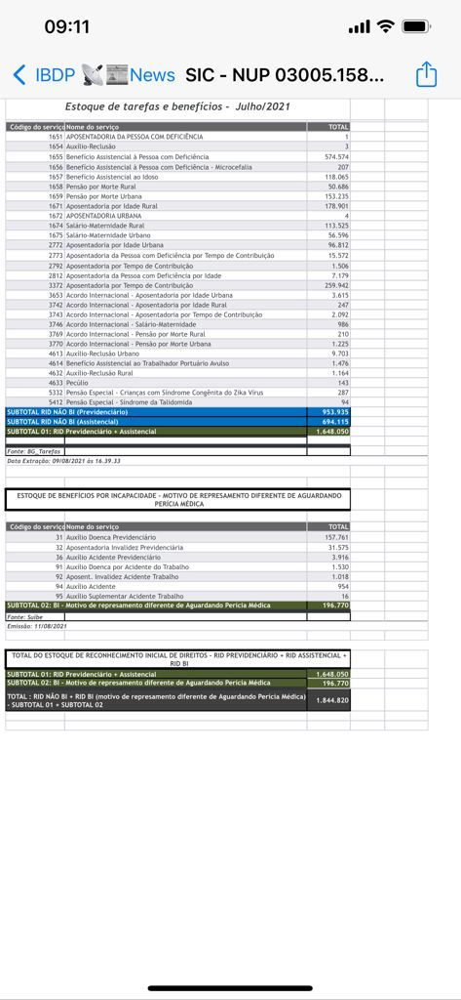 09:11
IBDP 📡📰News SIC - NUP 03005.158...
Estoque de tarefas e benefícios - Julho/2021
Código do serviço Nome do serviço TOTAL
1651 APOSENTADORIA DA PESSOA COM DEFICIÊNCIA 1
1654 Auxílio-Reclusão 3
1655 Benefício Assistencial à Pessoa com Deficiência 574.574
1656 Benefício Assistencial à Pessoa com Deficiência - Microcefalia 207
1657 Benefício Assistencial ao Idoso 118.065
1658 Pensão por Morte Rural 50.686
1659 Pensão por Morte Urbana 153.235
1671 Aposentadoria por Idade Rural 178.901
1672 APOSENTADORIA URBANA 4
1674 Salário-Maternidade Rural 113.525
1675 Salário-Maternidade Urbano 56.596
2772 Aposentadoria por Idade Urbana 96.812
2773 Aposentadoria da Pessoa com Deficiência por Tempo de Contribuição 15.572
2792 Aposentadoria por Tempo de Contribuição 1.506
2812 Aposentadoria da Pessoa com Deficiência por Idade 7.179
3372 Aposentadoria por Tempo de Contribuição 259.942
3653 Acordo Internacional - Aposentadoria por Idade Urbana 3.615
3742 Acordo Internacional - Aposentadoria por Idade Rural 247
3743 Acordo Internacional - Aposentadoria por Tempo de Contribuição 2.092
3746 Acordo Internacional - Salário-Maternidade 986
3769 Acordo Internacional - Pensão por Morte Rural 210
3770 Acordo Internacional - Pensão por Morte Urbana 1.225
4613 Auxílio-Reclusão Urbano 9.703
4614 Benefício Assistencial ao Trabalhador Portuário Avulso 1.476
4632 Auxílio-Reclusão Rural 1.164
4633 Pecúlio 143
5332 Pensão Especial - Crianças com Síndrome Congênita do Zika Vírus 287
5412 Pensão Especial - Síndrome da Talidomida 94
SUBTOTAL RID NÃO BI (Previdenciário) 953.935
SUBTOTAL RID NÃO BI (Assistencial) 694.115
SUBTOTAL 01: RID Previdenciário + Assistencial 1.648.050
Fonte: BG_Tarefas
Data Extração: 09/08/2021 às 16.39.33
ESTOQUE DE BENEFÍCIOS POR INCAPACIDADE - MOTIVO DE REPRESAMENTO DIFERENTE DE AGUARDANDO
PERÍCIA MÉDICA
Código do serviço Nome do serviço TOTAL
31 Auxílio Doenca Previdenciário 157.761
32 Aposentadoria Invalidez Previdenciária 31.575
36 Auxílio Acidente Previdenciário 3.916
91 Auxílio Doenca por Acidente do Trabalho 1.530
92 Aposent. Invalidez Acidente Trabalho 1.018
94 Auxílio Acidente 954
95 Auxílio Suplementar Acidente Trabalho 16
SUBTOTAL 02: BI - Motivo de represamento diferente de Aguardando Perícia Médica 196.770
Fonte: Suibe
Emissão: 11/08/2021
TOTAL DO ESTOQUE DE RECONHECIMENTO INICIAL DE DIREITOS - RID PREVIDENCIÁRIO + RID ASSISTENCIAL +
RID BI
SUBTOTAL 01: RID Previdenciário + Assistencial 1.648.050
SUBTOTAL 02: BI - Motivo de represamento diferente de Aguardando Perícia Médica 196.770
TOTAL : RID NÃO BI + RID BI (motivo de represamento diferente de Aguardando Perícia Médica)
- SUBTOTAL 01 + SUBTOTAL 02 1.844.820